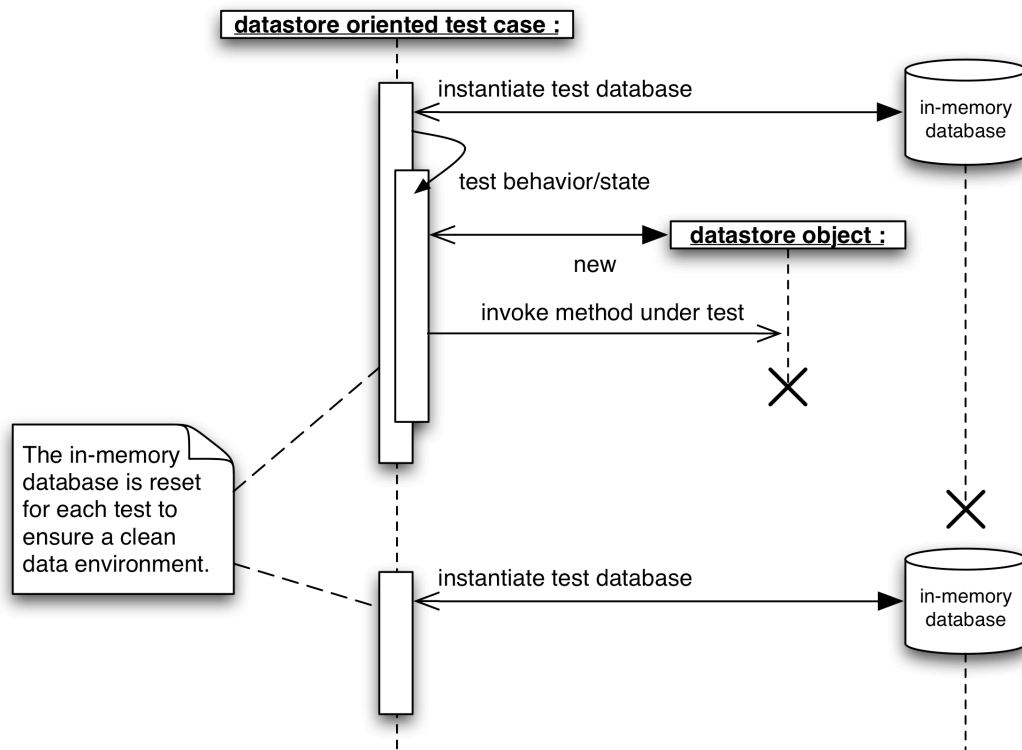 datastore oriented test case :
instantiate test database
in-memory
database
test behavior/state
datastore object :
new
invoke method under test
The in-memory
database is reset
for each test to
ensure a clean
data environment.
instantiate test database
in-memory
database